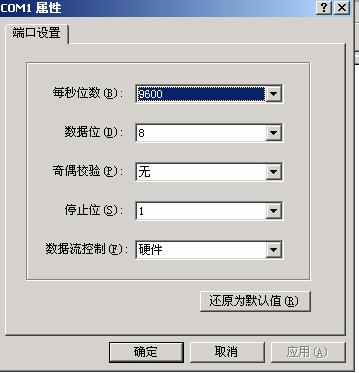 COM1 属性
端口设置
每秒位数(B): 9600
数据位(D): 8
奇偶校验(P): 无
停止位(S): 1
数据流控制(F): 硬件
还原为默认值(R)
确定 取消 应用(A)